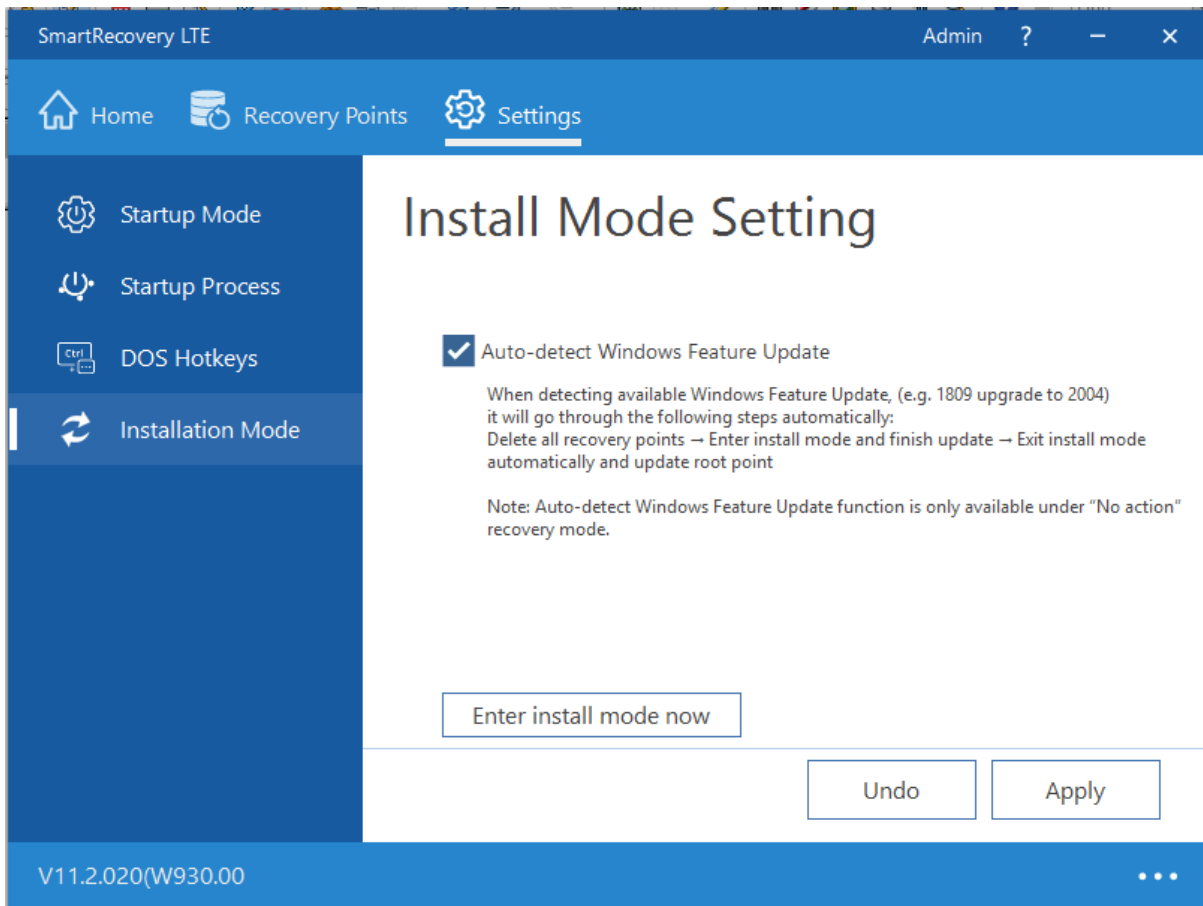 SmartRecovery LTE
Admin
?
Home
Recovery Points
Settings
Startup Mode
Startup Process
Ctrl
+
DOS Hotkeys
Installation Mode
Install Mode Setting
Auto-detect Windows Feature Update
When detecting available Windows Feature Update, (e.g. 1809 upgrade to 2004)
it will go through the following steps automatically:
Delete all recovery points → Enter install mode and finish update → Exit install mode
automatically and update root point
Note: Auto-detect Windows Feature Update function is only available under “No action”
recovery mode.
Enter install mode now
Undo
Apply
V11.2.020(W930.00